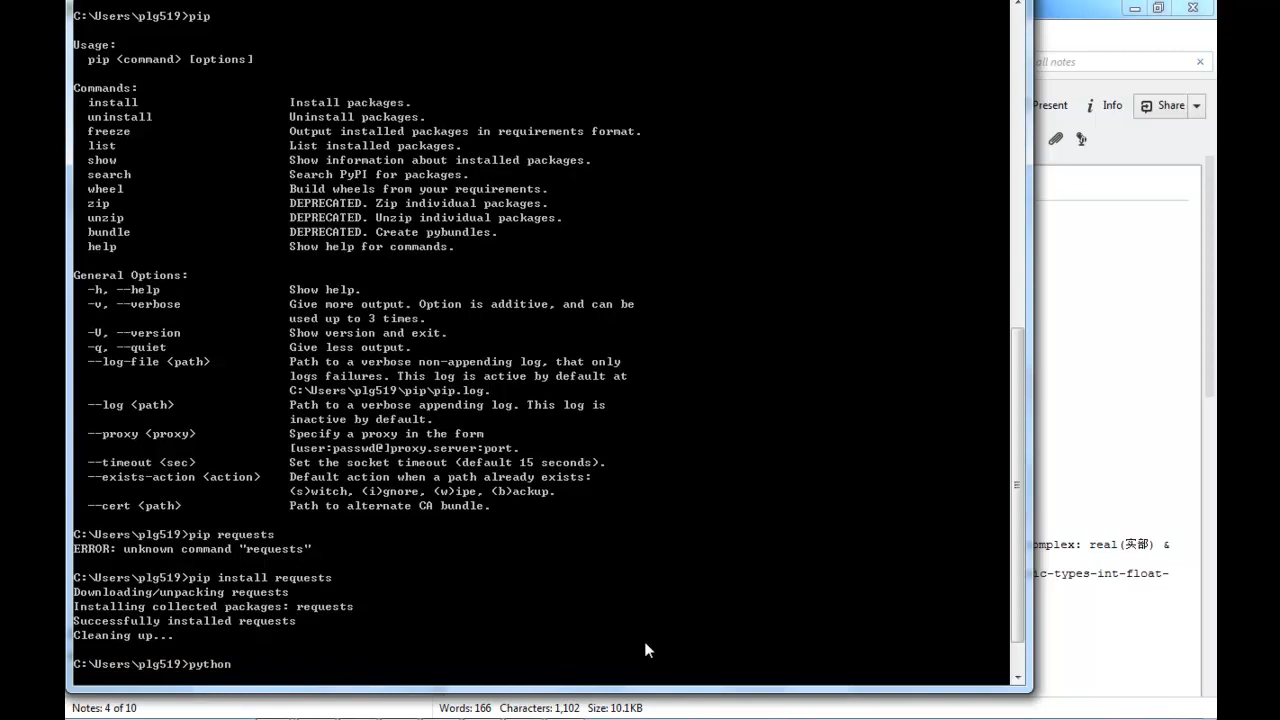 C:\Users\plg519>pip
Usage:
pip <command> [options]
Commands:
install Install packages.
uninstall Uninstall packages.
freeze Output installed packages in requirements format.
list List installed packages.
show Show information about installed packages.
search Search PyPI for packages.
wheel Build wheels from your requirements.
zip DEPRECATED. Zip individual packages.
unzip DEPRECATED. Unzip individual packages.
bundle DEPRECATED. Create pybundles.
help Show help for commands.
General Options:
-h, --help Show help.
-v, --verbose Give more output. Option is additive, and can be
used up to 3 times.
-V, --version Show version and exit.
-q, --quiet Give less output.
--log-file <path> Path to a verbose non-appending log, that only
logs failures. This log is active by default at
C:\Users\plg519\pip\pip.log.
--log <path> Path to a verbose appending log. This log is
inactive by default.
--proxy <proxy> Specify a proxy in the form
[user:passwd@]proxy.server:port.
--timeout <sec> Set the socket timeout (default 15 seconds).
--exists-action <action> Default action when a path already exists:
(s)witch, (i)gnore, (w)ipe, (b)ackup.
--cert <path> Path to alternate CA bundle.
C:\Users\plg519>pip requests
ERROR: unknown command "requests"
C:\Users\plg519>pip install requests
Downloading/unpacking requests
Installing collected packages: requests
Successfully installed requests
Cleaning up...
C:\Users\plg519>python
all notes
Present Info Share
omplex: real(实部) &
ic-types-int-float-
Notes: 4 of 10 Words: 166 Characters: 1,102 Size: 10.1KB